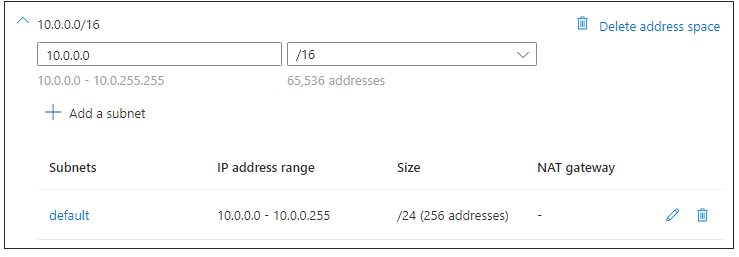 10.0.0.0/16
Delete address space
10.0.0.0
/16
10.0.0.0 - 10.0.255.255
65,536 addresses
Add a subnet
Subnets IP address range Size NAT gateway
default 10.0.0.0 - 10.0.0.255 /24 (256 addresses) -